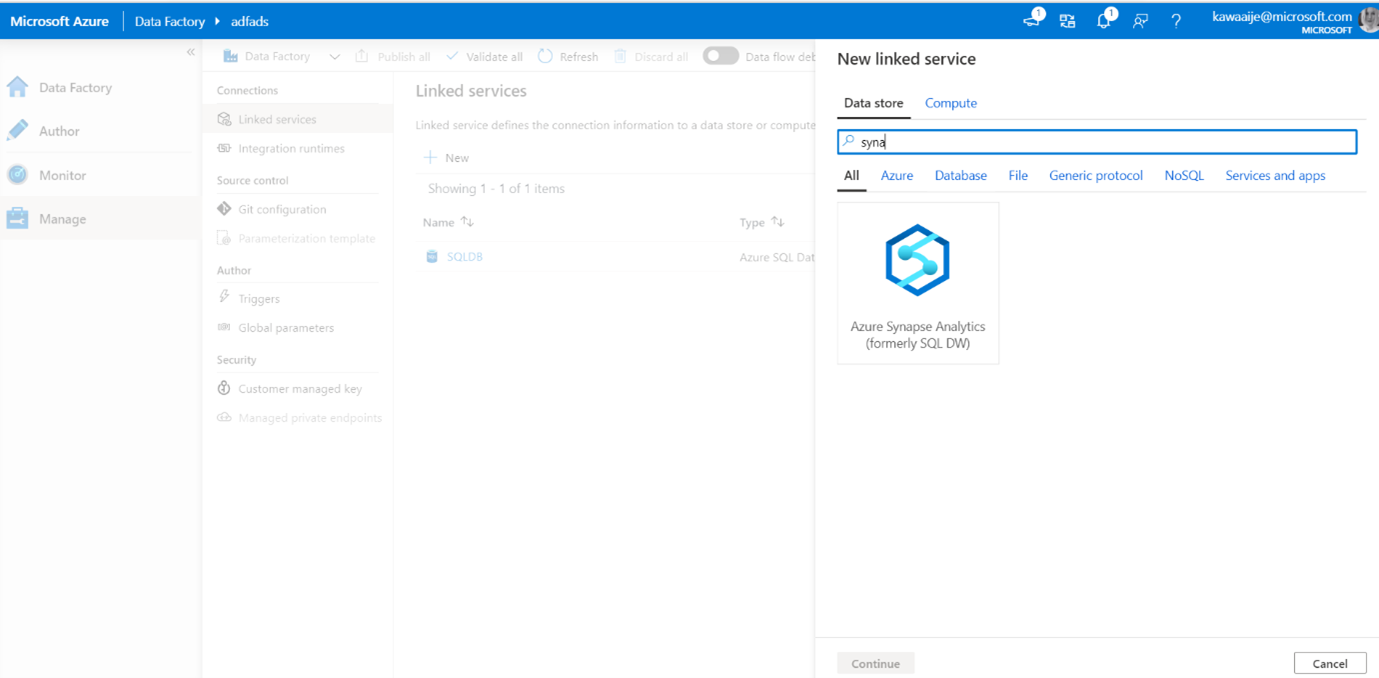 Microsoft Azure
Data Factory
adfads
1
1
?
kawaaije@microsoft.com
MICROSOFT
«
Data Factory
Author
Monitor
Manage
Data Factory
Publish all
Validate all
Refresh
Discard all
Data flow deb
Connections
Linked services
Integration runtimes
Source control
Git configuration
Parameterization template
Author
Triggers
Global parameters
Security
Customer managed key
Managed private endpoints
Linked services
Linked service defines the connection information to a data store or compute
+ New
Showing 1 - 1 of 1 items
Name
Type
SQLDB
Azure SQL Dat
New linked service
Data store
Compute
syna
All
Azure
Database
File
Generic protocol
NoSQL
Services and apps
Azure Synapse Analytics
(formerly SQL DW)
Continue
Cancel